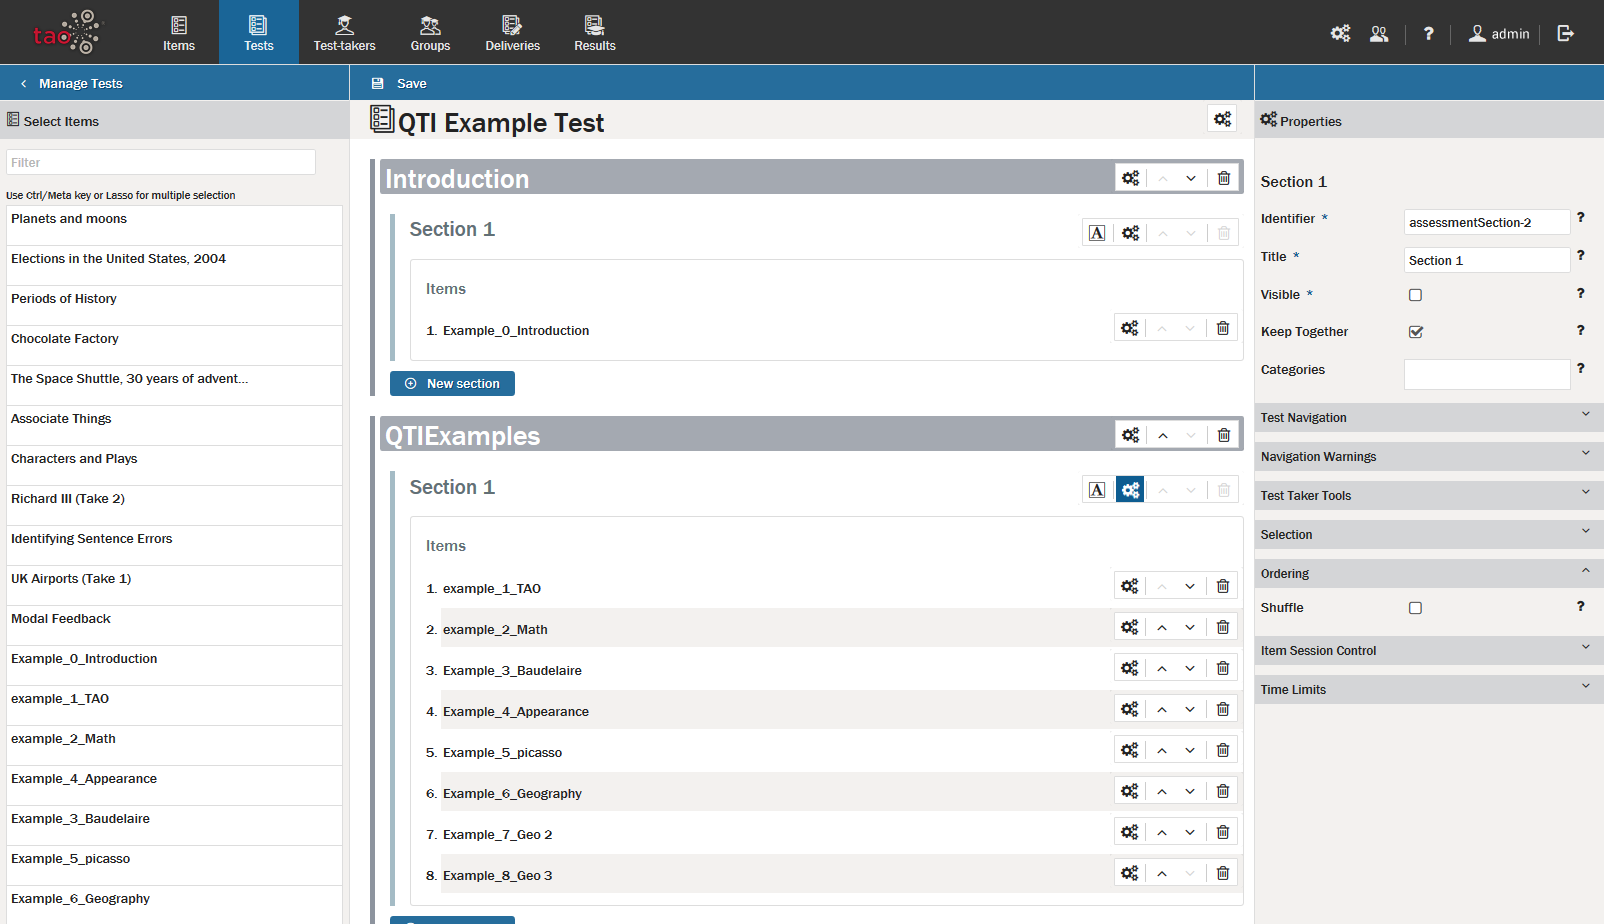 tao
Items
Tests
Test-takers
Groups
Deliveries
Results
?
admin
Manage Tests
Save
Select Items
Filter
Use Ctrl/Meta key or Lasso for multiple selection
Planets and moons
Elections in the United States, 2004
Periods of History
Chocolate Factory
The Space Shuttle, 30 years of advent...
Associate Things
Characters and Plays
Richard III (Take 2)
Identifying Sentence Errors
UK Airports (Take 1)
Modal Feedback
Example_0_Introduction
example_1_TAO
example_2_Math
Example_4_Appearance
Example_3_Baudelaire
Example_5_picasso
Example_6_Geography
QTI Example Test
Introduction
Section 1
A
Items
1. Example_0_Introduction
New section
QTIExamples
Section 1
A
Items
1. example_1_TAO
2. example_2_Math
3. Example_3_Baudelaire
4. Example_4_Appearance
5. Example_5_picasso
6. Example_6_Geography
7. Example_7_Geo 2
8. Example_8_Geo 3
Properties
Section 1
Identifier * assessmentSection-2 ?
Title * Section 1 ?
Visible * ?
Keep Together ?
Categories ?
Test Navigation
Navigation Warnings
Test Taker Tools
Selection
Ordering
Shuffle ?
Item Session Control
Time Limits